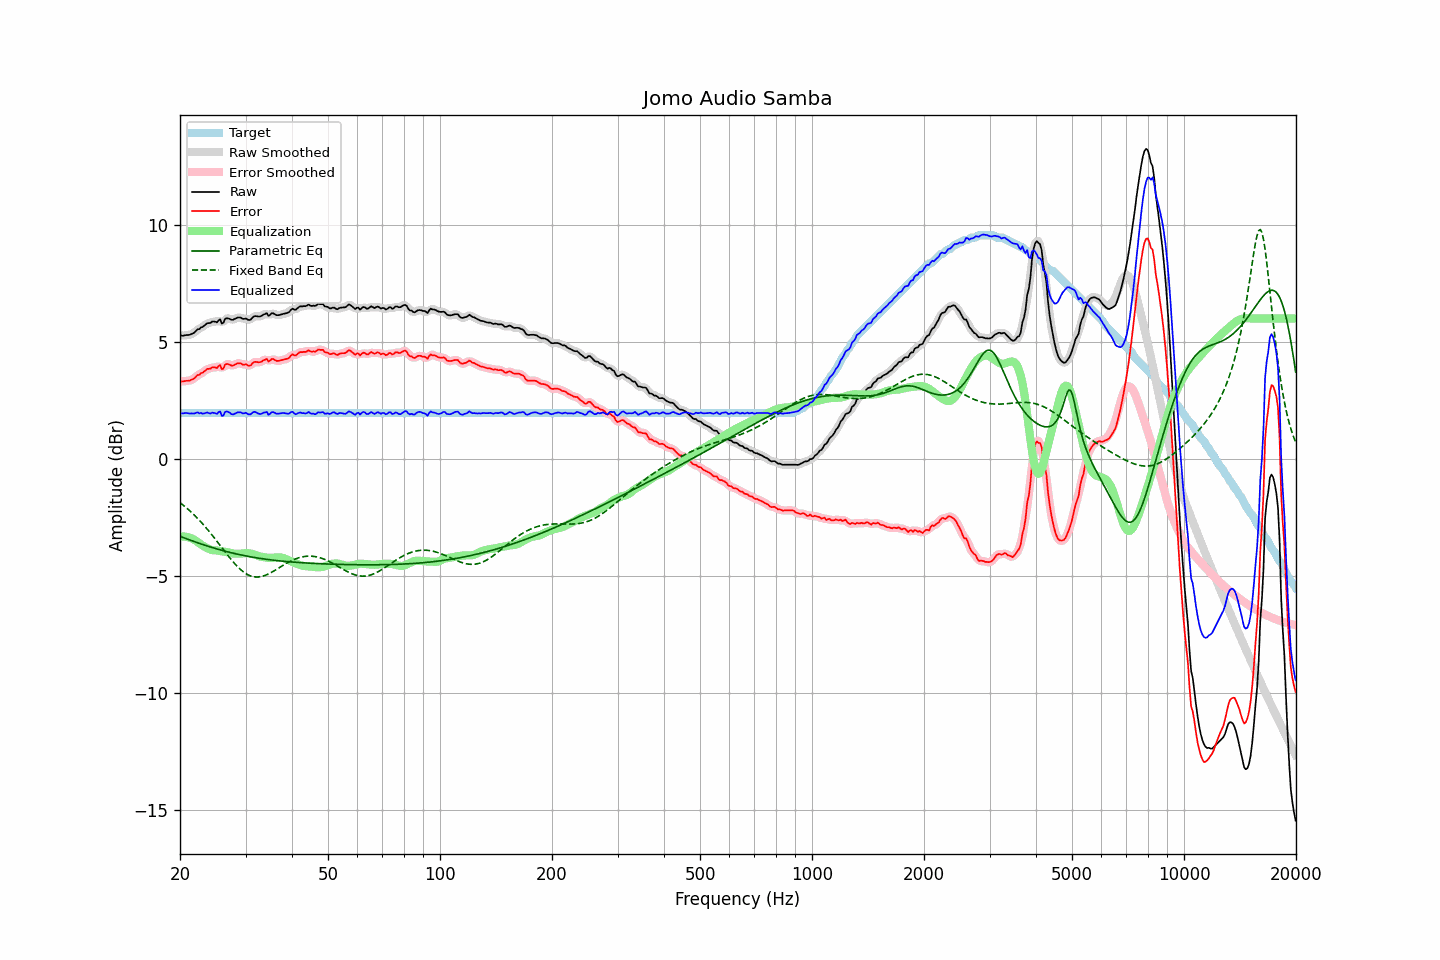 Jomo Audio Samba
Target
Raw Smoothed
Error Smoothed
Raw
Error
Equalization
Parametric Eq
Fixed Band Eq
Equalized
Amplitude (dBr)
10
5
0
−5
−10
−15
20 50 100 200 500 1000 2000 5000 10000 20000
Frequency (Hz)